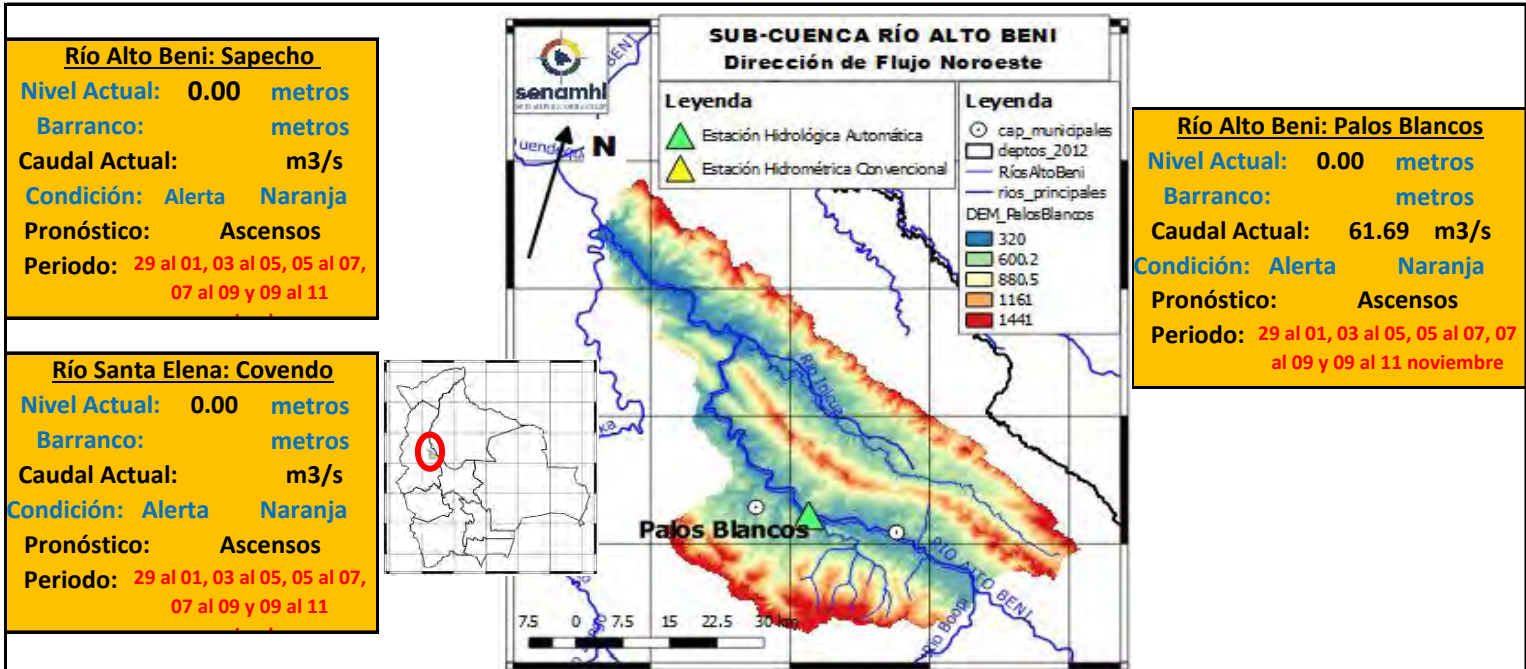 Río Alto Beni: Sapecho
Nivel Actual: 0.00 metros
Barranco: metros
Caudal Actual: m3/s
Condición: Alerta Naranja
Pronóstico: Ascensos
Periodo: 29 al 01, 03 al 05, 05 al 07,
07 al 09 y 09 al 11
Río Santa Elena: Covendo
Nivel Actual: 0.00 metros
Barranco: metros
Caudal Actual: m3/s
Condición: Alerta Naranja
Pronóstico: Ascensos
Periodo: 29 al 01, 03 al 05, 05 al 07,
07 al 09 y 09 al 11
senamhi
N
SUB-CUENCA RÍO ALTO BENI
Dirección de Flujo Noroeste
Leyenda
Estación Hidrológica Automática
Estación Hidrométrica Convencional
Leyenda
cap_municipales
deptos_2012
RíosAltoBeni
rios_principales
DEM_PalosBlancos
320
600.2
880.5
1161
1441
BENI
Río Inicua
Palos Blancos
RÍO ALTO BENI
Río Boopi
7.5 0 7.5 15 22.5 30 km
Río Alto Beni: Palos Blancos
Nivel Actual: 0.00 metros
Barranco: metros
Caudal Actual: 61.69 m3/s
Condición: Alerta Naranja
Pronóstico: Ascensos
Periodo: 29 al 01, 03 al 05, 05 al 07, 07
al 09 y 09 al 11 noviembre